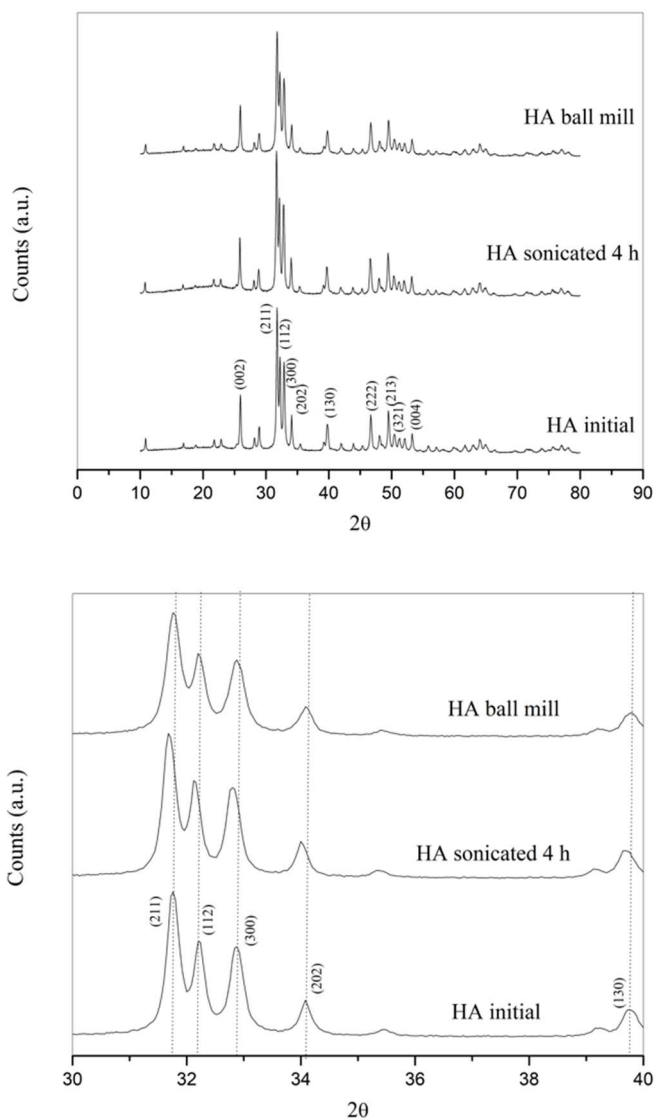 Counts (a.u.)
HA ball mill
HA sonicated 4 h
(002)
(211)
(112)
(300)
(202)
(130)
(222)
(213)
(321)
(004)
HA initial
0 10 20 30 40 50 60 70 80 90
2θ
Counts (a.u.)
HA ball mill
HA sonicated 4 h
(211)
(112)
(300)
(202)
(130)
HA initial
30 32 34 36 38 40
2θ